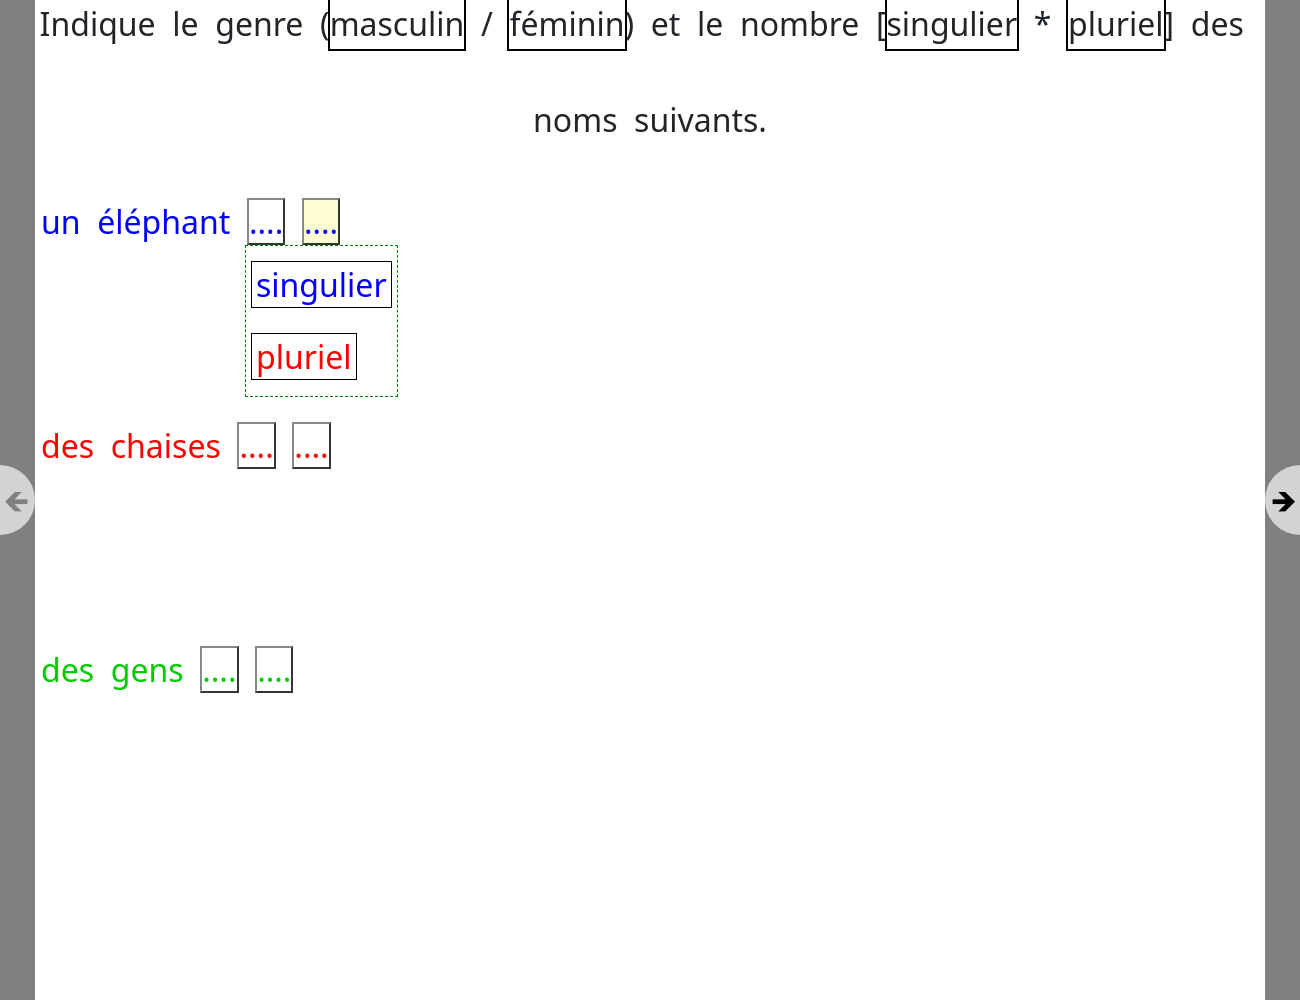 Indique le genre (masculin / féminin) et le nombre [singulier * pluriel] des
noms suivants.
un éléphant .... ....
singulier
pluriel
des chaises .... ....
des gens .... ....